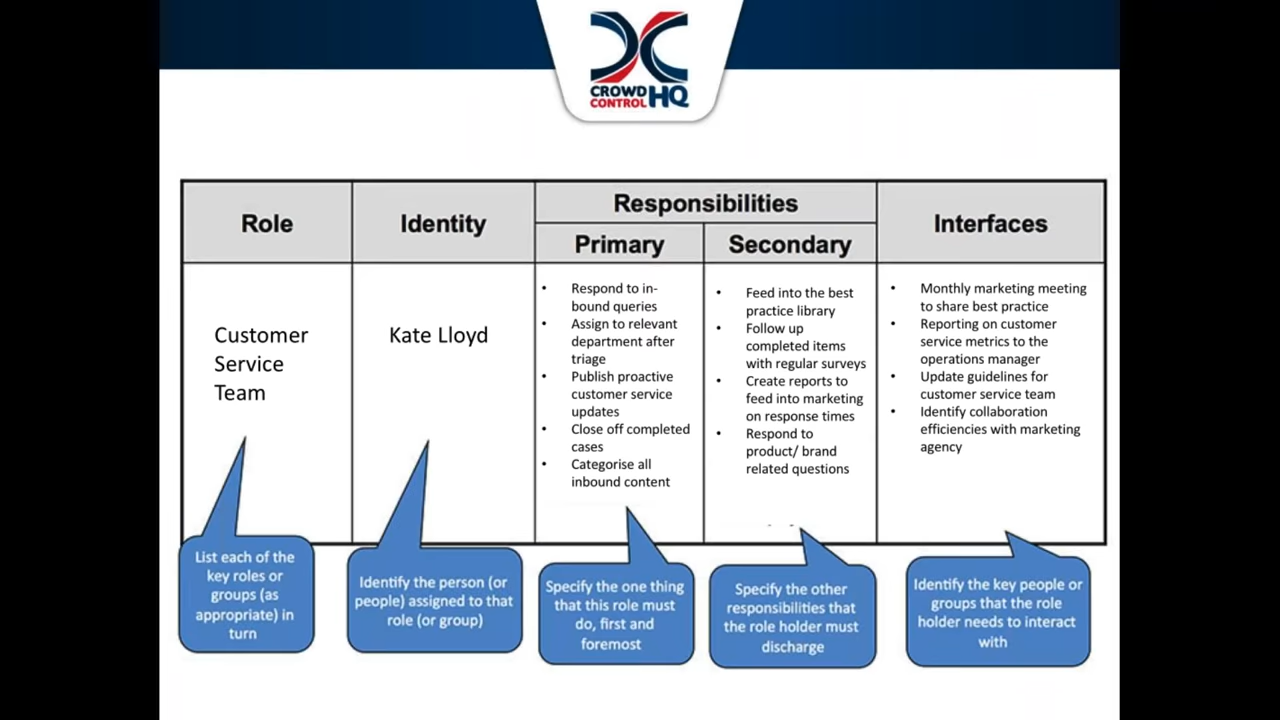 CROWD
CONTROL HQ
Role
Identity
Responsibilities
Primary
Secondary
Interfaces
Customer
Service
Team
Kate Lloyd
• Respond to in-
bound queries
• Assign to relevant
department after
triage
• Publish proactive
customer service
updates
• Close off completed
cases
• Categorise all
inbound content
• Feed into the best
practice library
• Follow up
completed items
with regular surveys
• Create reports to
feed into marketing
on response times
• Respond to
product/ brand
related questions
• Monthly marketing meeting
to share best practice
• Reporting on customer
service metrics to the
operations manager
• Update guidelines for
customer service team
• Identify collaboration
efficiencies with marketing
agency
List each of the
key roles or
groups (as
appropriate) in
turn
Identify the person (or
people) assigned to that
role (or group)
Specify the one thing
that this role must
do, first and
foremost
Specify the other
responsibilities that
the role holder must
discharge
Identify the key people or
groups that the role
holder needs to interact
with